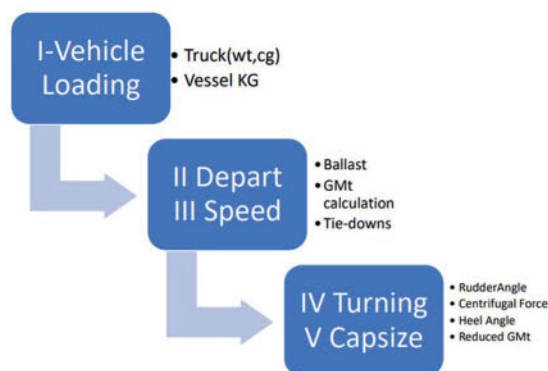 I-Vehicle
Loading
• Truck(wt,cg)
• Vessel KG
II Depart
III Speed
• Ballast
• GMt
calculation
• Tie-downs
IV Turning
V Capsize
• RudderAngle
• Centrifugal Force
• Heel Angle
• Reduced GMt